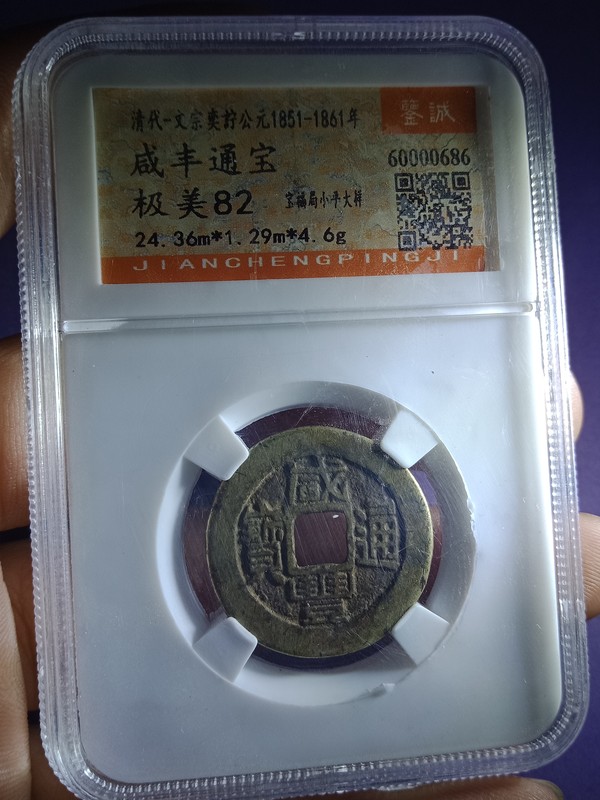 清代-文宗奕詝公元1851-1861年
鑒誠
咸丰通宝
60000686
极美82 宝福局小平大样
24.36m*1.29m*4.6g
JIANCHENGPINGJI
咸豐通寶